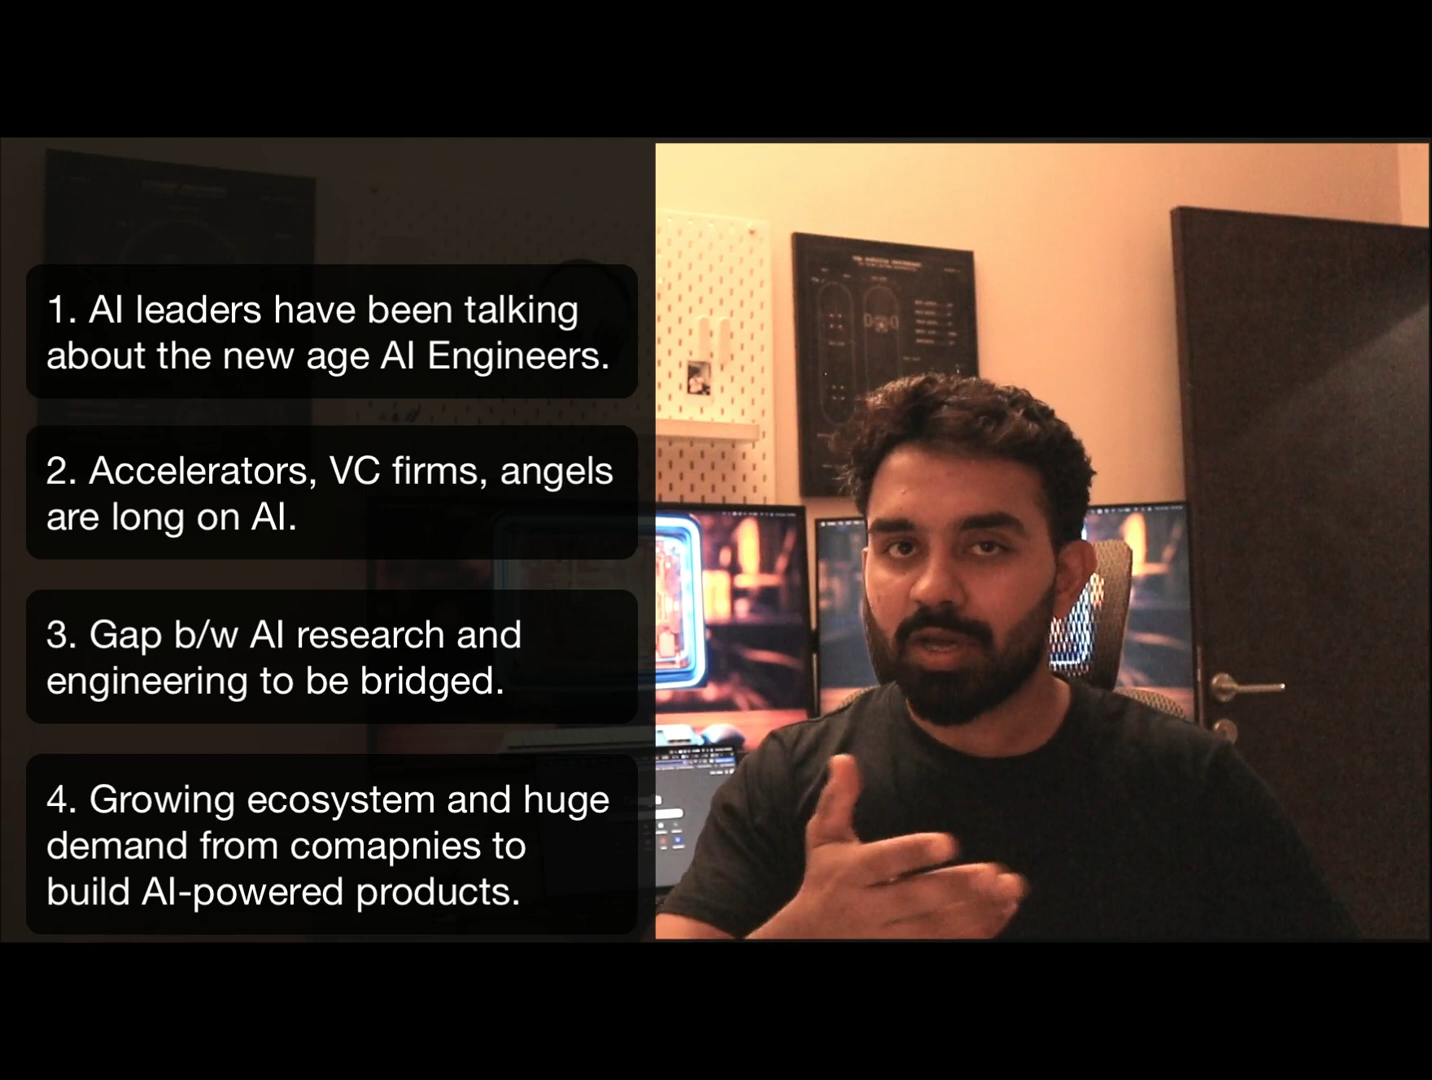 1. AI leaders have been talking
about the new age AI Engineers.
2. Accelerators, VC firms, angels
are long on AI.
3. Gap b/w AI research and
engineering to be bridged.
4. Growing ecosystem and huge
demand from comapnies to
build AI-powered products.